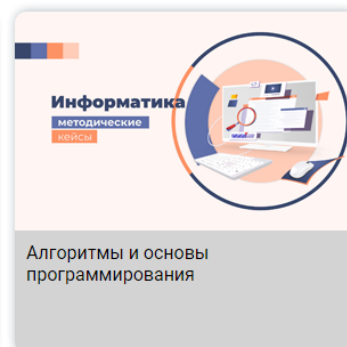 Информатика
методические
кейсы
Алгоритмы и основы
программирования